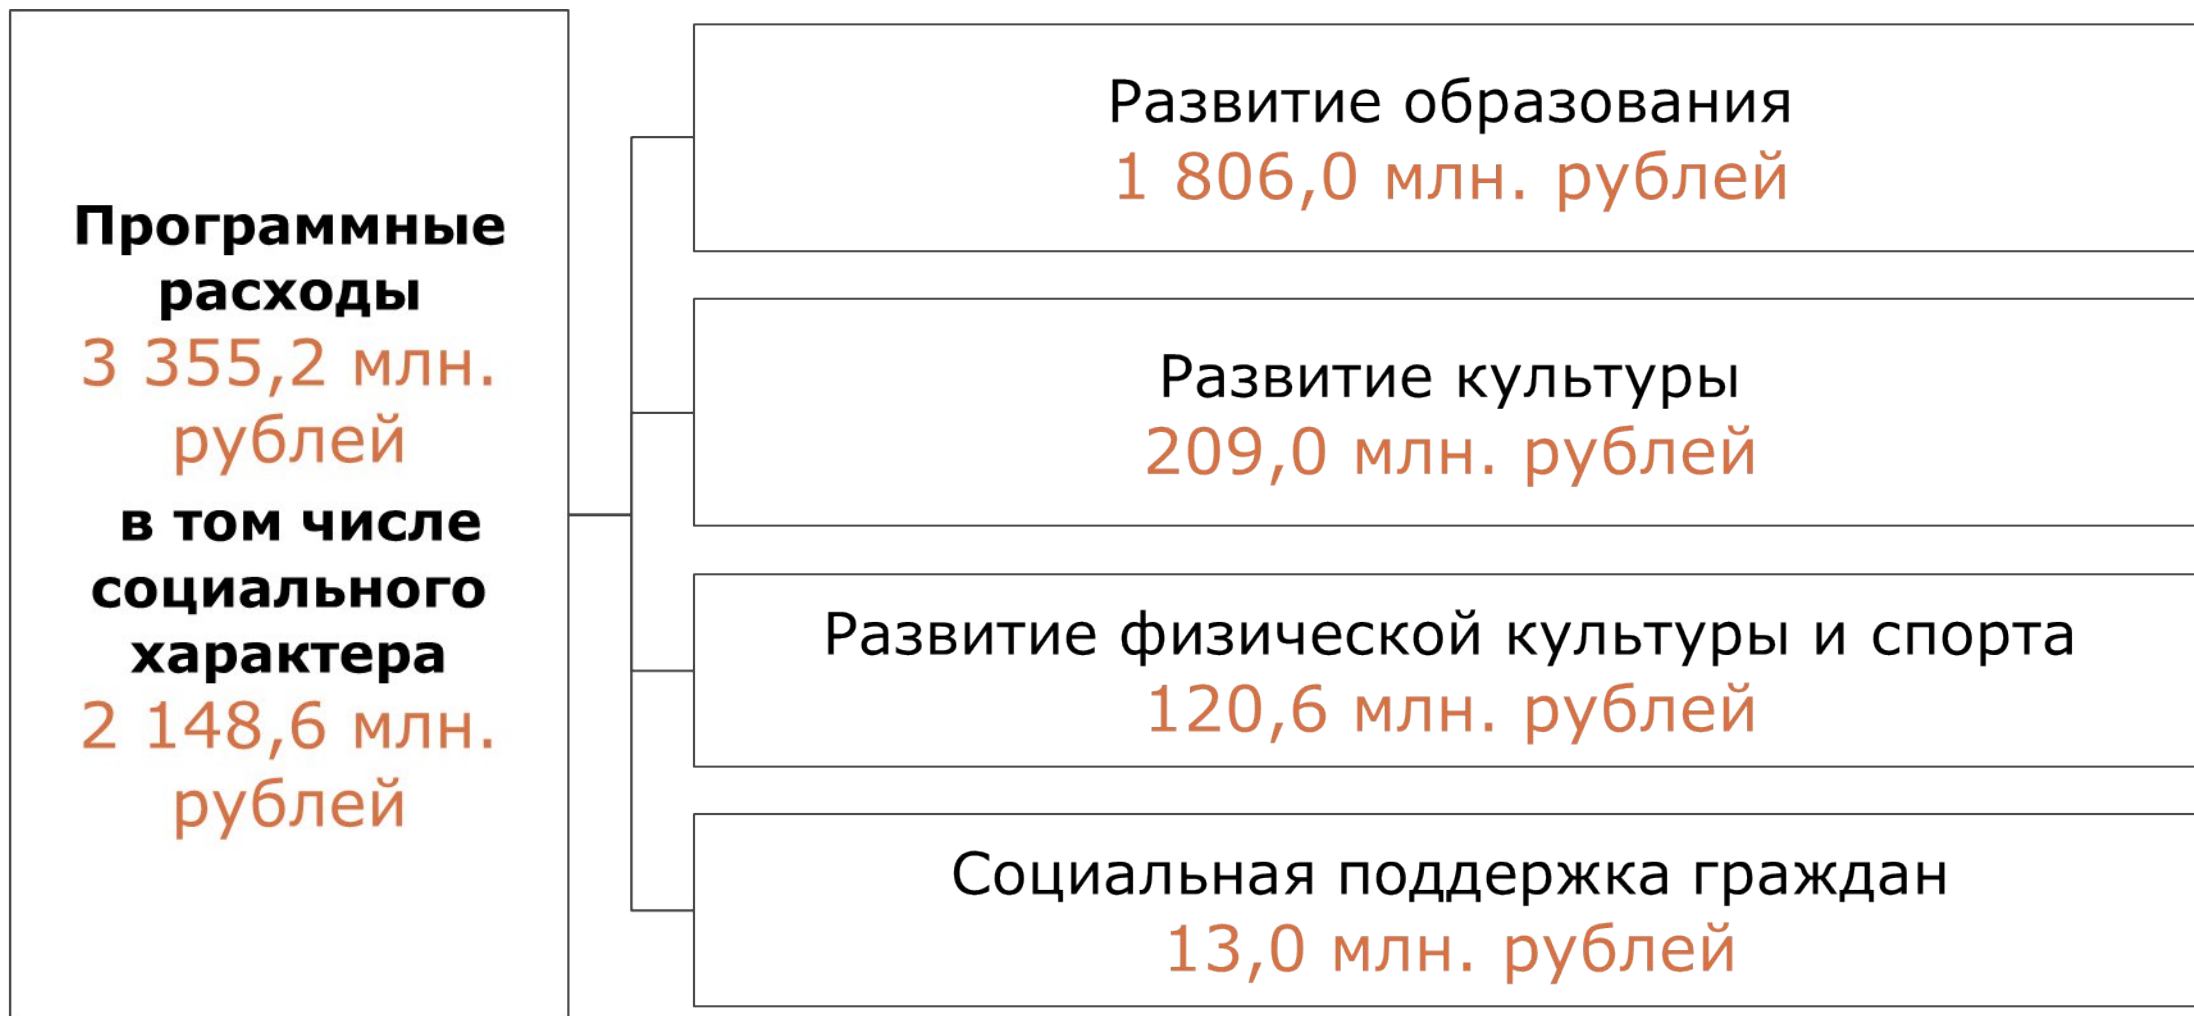 Программные
расходы
3 355,2 млн.
рублей
в том числе
социального
характера
2 148,6 млн.
рублей
Развитие образования
1 806,0 млн. рублей
Развитие культуры
209,0 млн. рублей
Развитие физической культуры и спорта
120,6 млн. рублей
Социальная поддержка граждан
13,0 млн. рублей